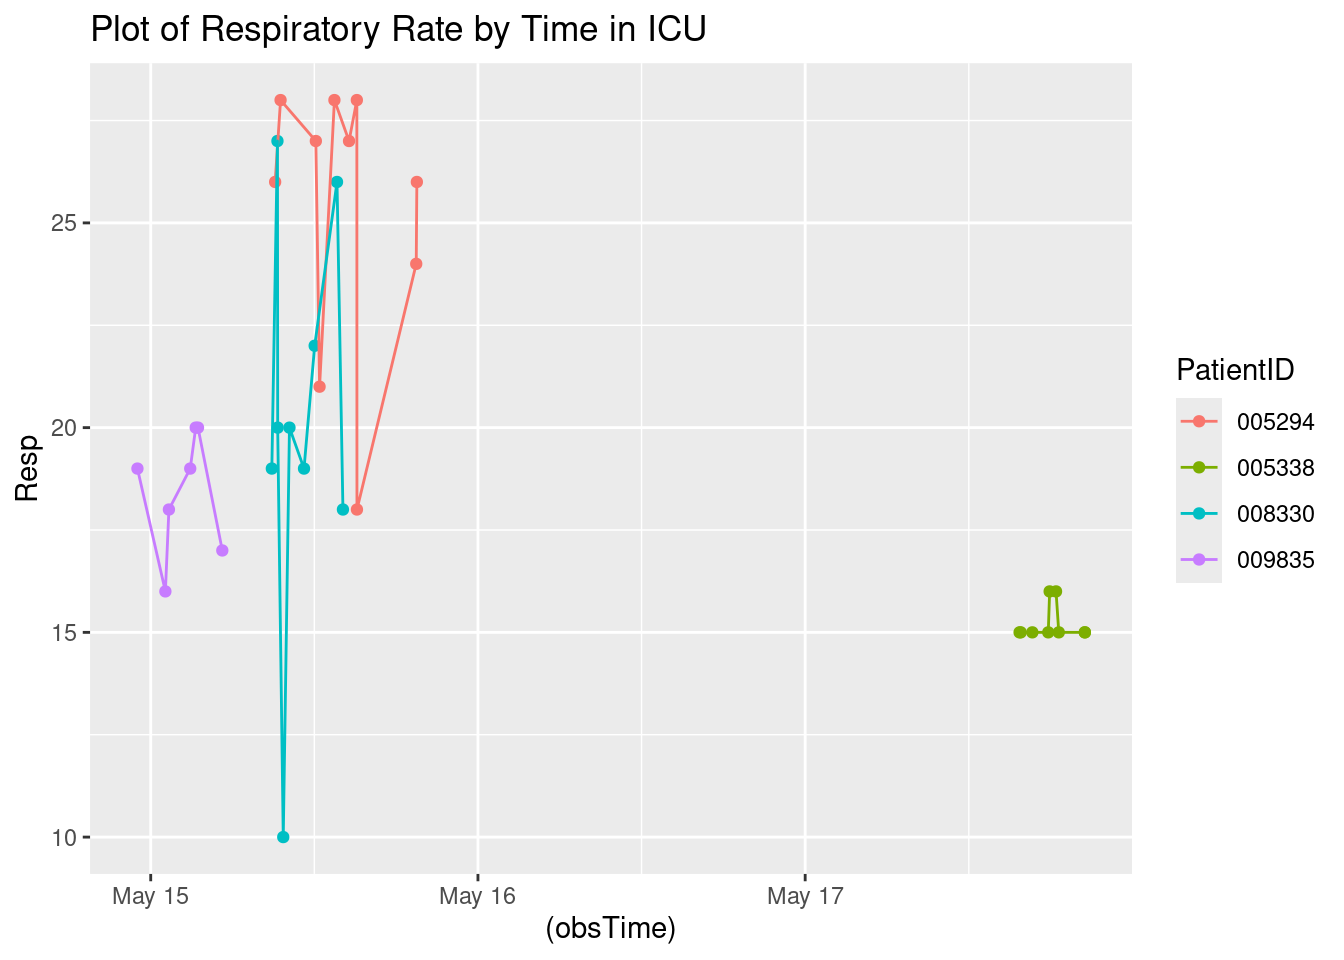 Plot of Respiratory Rate by Time in ICU
Resp
25
20
15
10
May 15
May 16
May 17
(obsTime)
PatientID
005294
005338
008330
009835